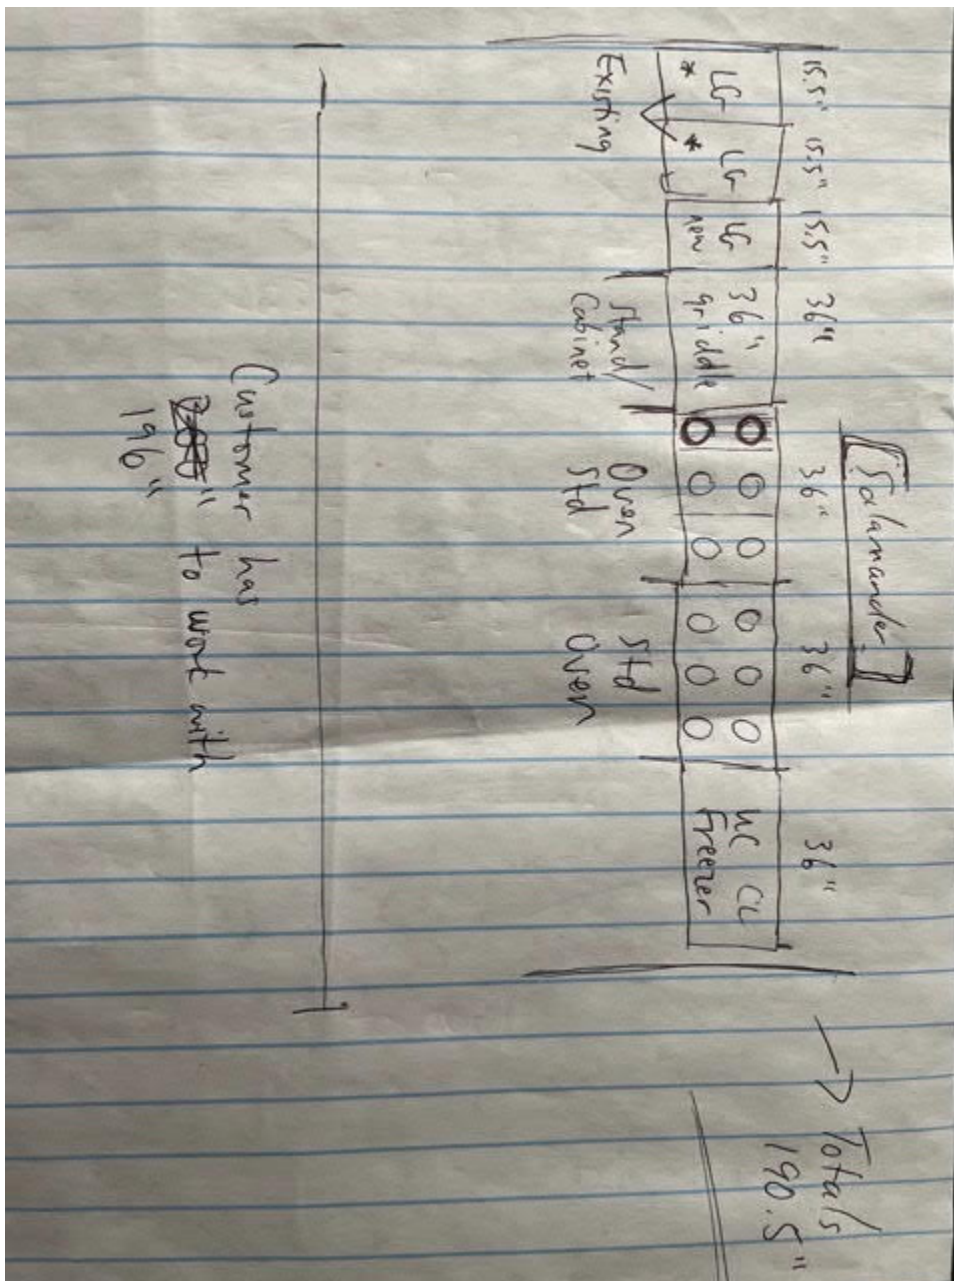 Salamander
15.5" 15.5" 15.5" 36" 36" 36" 36"
LG LG LG 36" UC CL
* * new griddle Freezer
Existing Stand/ Oven Std
Cabinet Std Oven
Totals
190.5"
Customer has
" to work with
196"